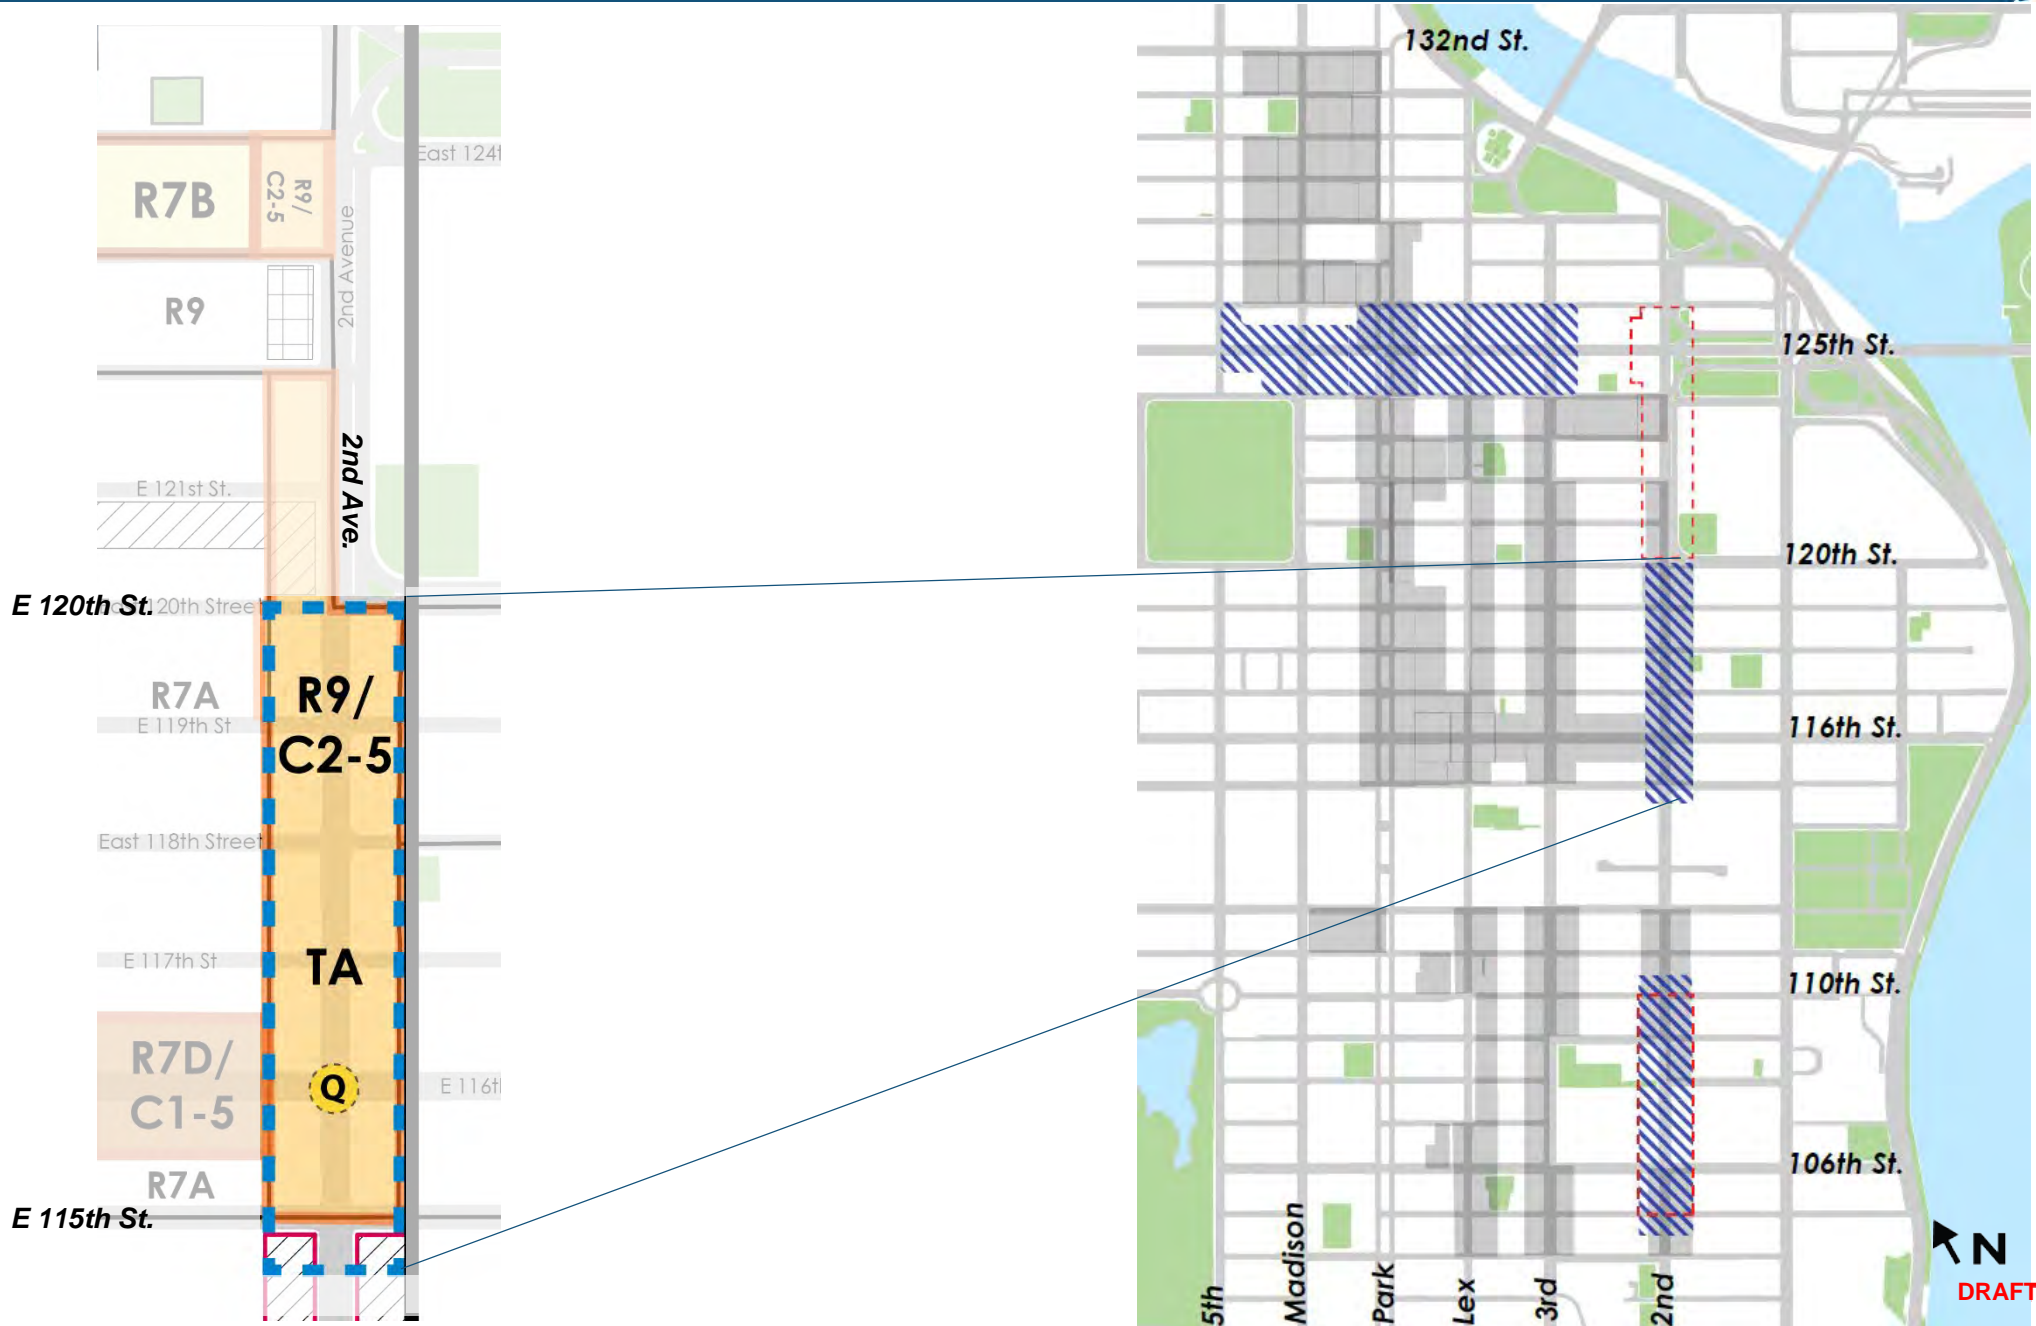 East 124t
R7B
R9/
C2-5
2nd Avenue
R9
2nd Ave.
E 121st St.
E 120th St.
20th Street
R7A
E 119th St
R9/
C2-5
East 118th Street
TA
E 117th St
R7D/
C1-5
Q
E 116t
R7A
E 115th St.
132nd St.
125th St.
120th St.
116th St.
110th St.
106th St.
5th
Madison
Park
Lex
3rd
2nd
N
DRAFT